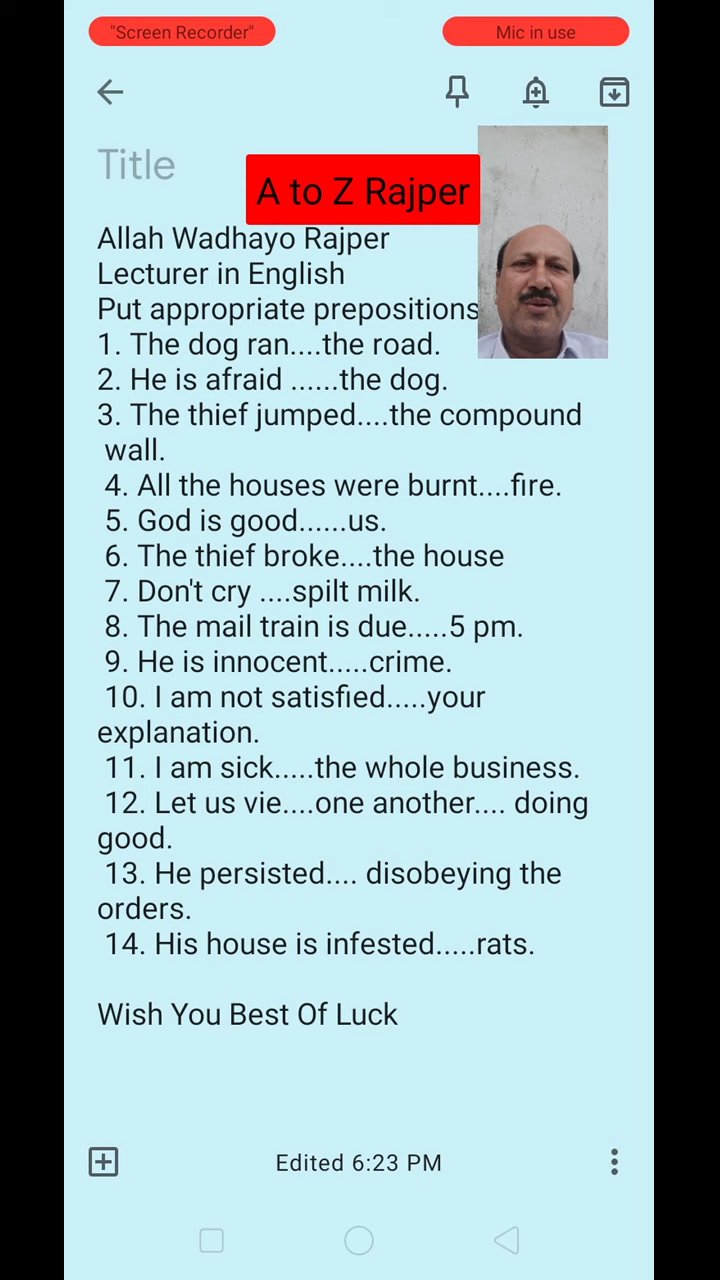 "Screen Recorder"
Mic in use
Title
A to Z Rajper
Allah Wadhayo Rajper
Lecturer in English
Put appropriate prepositions
1. The dog ran....the road.
2. He is afraid ......the dog.
3. The thief jumped....the compound
wall.
4. All the houses were burnt....fire.
5. God is good......us.
6. The thief broke....the house
7. Don't cry ....spilt milk.
8. The mail train is due.....5 pm.
9. He is innocent.....crime.
10. I am not satisfied.....your
explanation.
11. I am sick.....the whole business.
12. Let us vie....one another.... doing
good.
13. He persisted.... disobeying the
orders.
14. His house is infested.....rats.
Wish You Best Of Luck
Edited 6:23 PM